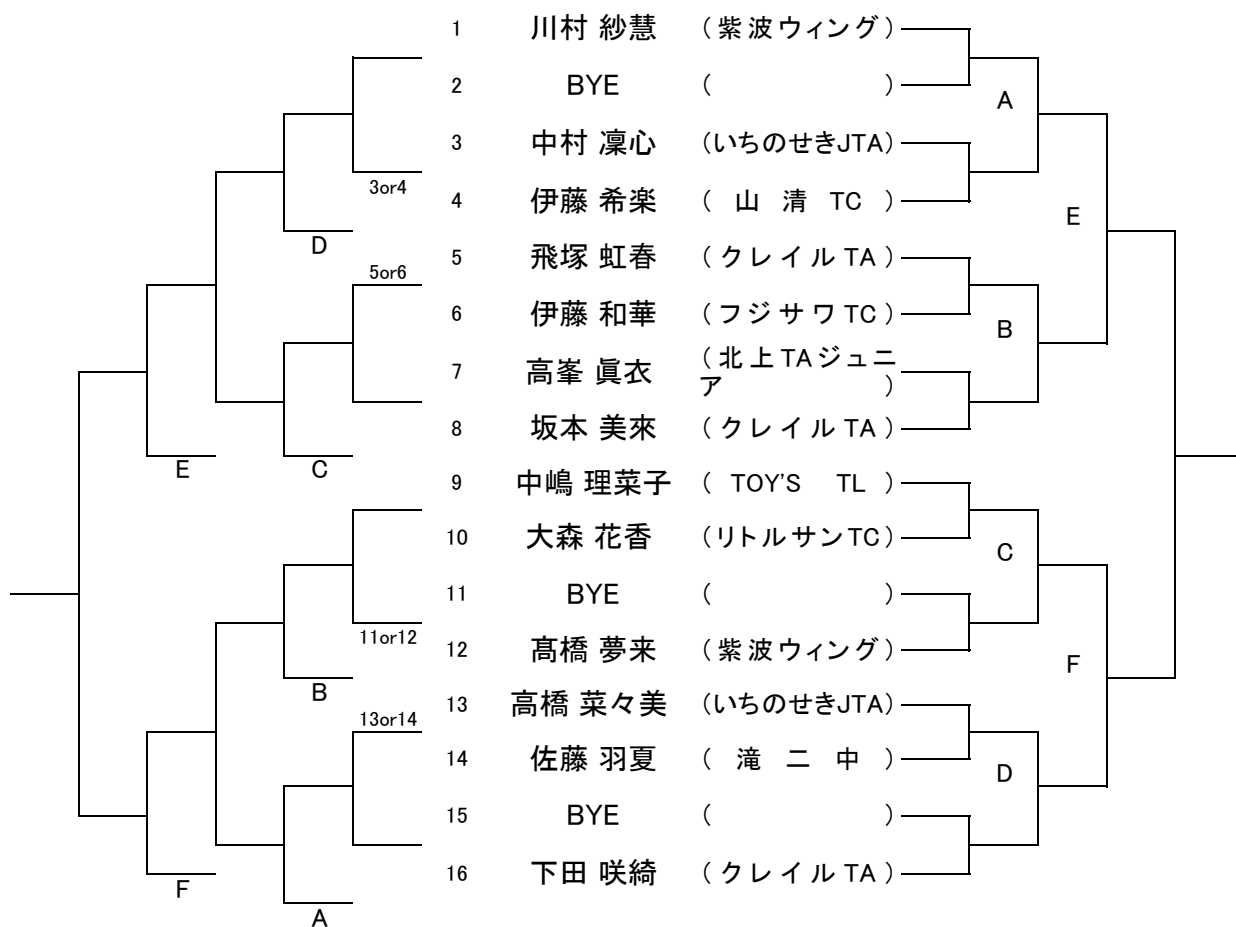 1 川村 紗慧 (紫波ウィング)
2 BYE ( )
A
3 中村 凜心 (いちのせきJTA)
3or4
4 伊藤 希楽 (山 清 TC)
E
D
5 飛塚 虹春 (クレイルTA)
5or6
6 伊藤 和華 (フジサワTC)
B
7 高峯 眞衣 (北上TAジュニ
ア )
8 坂本 美來 (クレイルTA)
E
C
9 中嶋 理菜子 (TOY'S TL)
10 大森 花香 (リトルサンTC)
C
11 BYE ( )
11or12
12 髙橋 夢来 (紫波ウィング)
F
B
13 高橋 菜々美 (いちのせきJTA)
13or14
14 佐藤 羽夏 (滝 二 中)
D
15 BYE ( )
16 下田 咲綺 (クレイルTA)
F
A